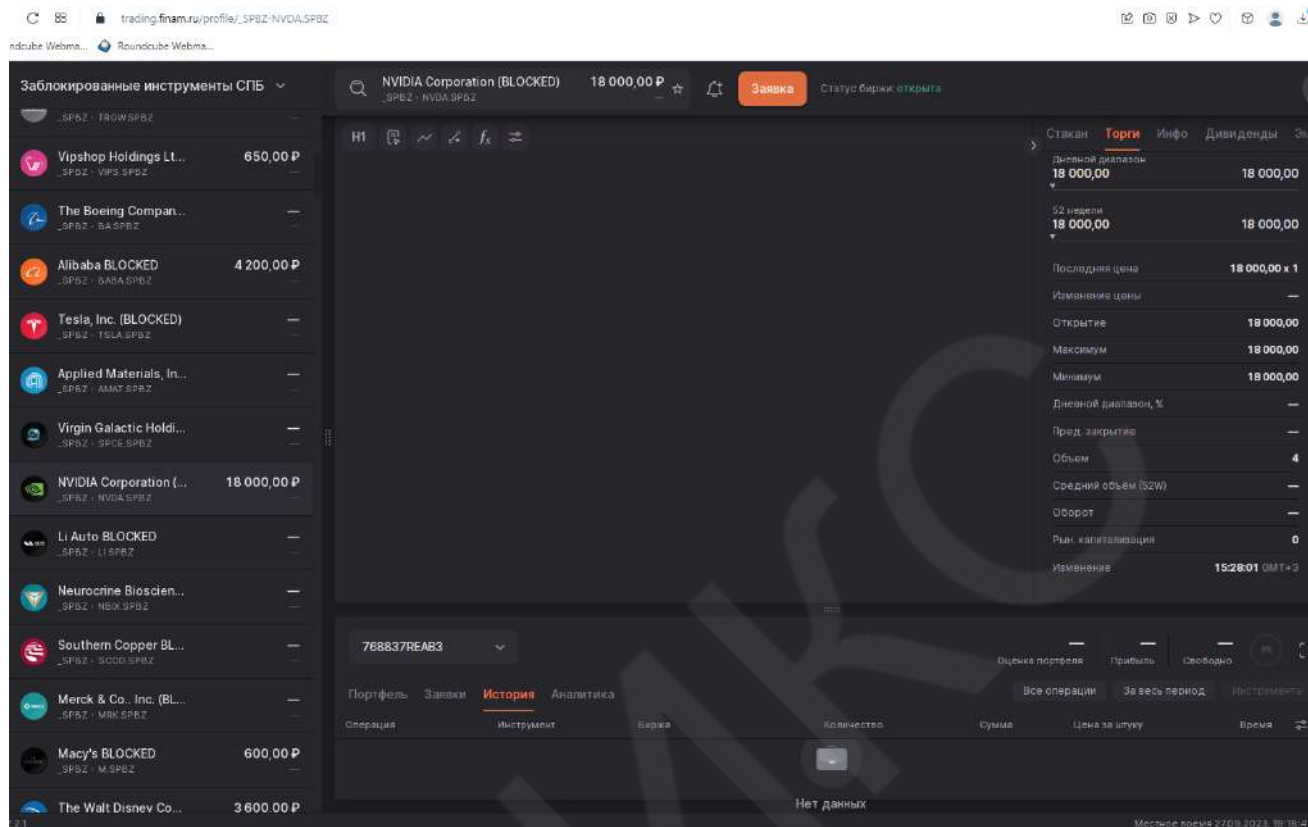 trading.finam.ru/profile/_SPBZ-NVDA.SPBZ
ndcube Webma... Roundcube Webma...
Заблокированные инструменты СПБ
_SPBZ · TROW.SPBZ —
Vipshop Holdings Lt... 650,00 ₽
_SPBZ · VIPS.SPBZ —
The Boeing Compan... —
_SPBZ · BA.SPBZ —
Alibaba BLOCKED 4 200,00 ₽
_SPBZ · BABA.SPBZ —
Tesla, Inc. (BLOCKED) —
_SPBZ · TSLA.SPBZ —
Applied Materials, In... —
_SPBZ · AMAT.SPBZ —
Virgin Galactic Holdi... —
_SPBZ · SPCE.SPBZ —
NVIDIA Corporation (... 18 000,00 ₽
_SPBZ · NVDA.SPBZ —
Li Auto BLOCKED —
_SPBZ · LI.SPBZ —
Neurocrine Bioscien... —
_SPBZ · NBIX.SPBZ —
Southern Copper BL... —
_SPBZ · SCCO.SPBZ —
Merck & Co.. Inc. (BL... —
_SPBZ · MRK.SPBZ —
Macy's BLOCKED 600,00 ₽
_SPBZ · M.SPBZ —
The Walt Disney Co... 3 600,00 ₽
NVIDIA Corporation (BLOCKED) 18 000,00 ₽
_SPBZ · NVDA.SPBZ —
Заявка
Статус биржи: открыта
H1 fx
Стакан Торги Инфо Дивиденды
Дневной диапазон
18 000,00 18 000,00
52 недели
18 000,00 18 000,00
Последняя цена 18 000,00 x 1
Изменение цены —
Открытие 18 000,00
Максимум 18 000,00
Минимум 18 000,00
Дневной диапазон, % —
Пред. закрытие —
Объем 4
Средний объем (52W) —
Оборот —
Рын. капитализация 0
Изменение 15:28:01 GMT+3
ИКС
768837REAB3
— — —
Оценка портфеля Прибыль Свободно
Портфель Заявки История Аналитика
Все операции За весь период Инструменты
Операция Инструмент Биржа Количество Сумма Цена за штуку Время
Нет данных
Местное время 27.09.2023,